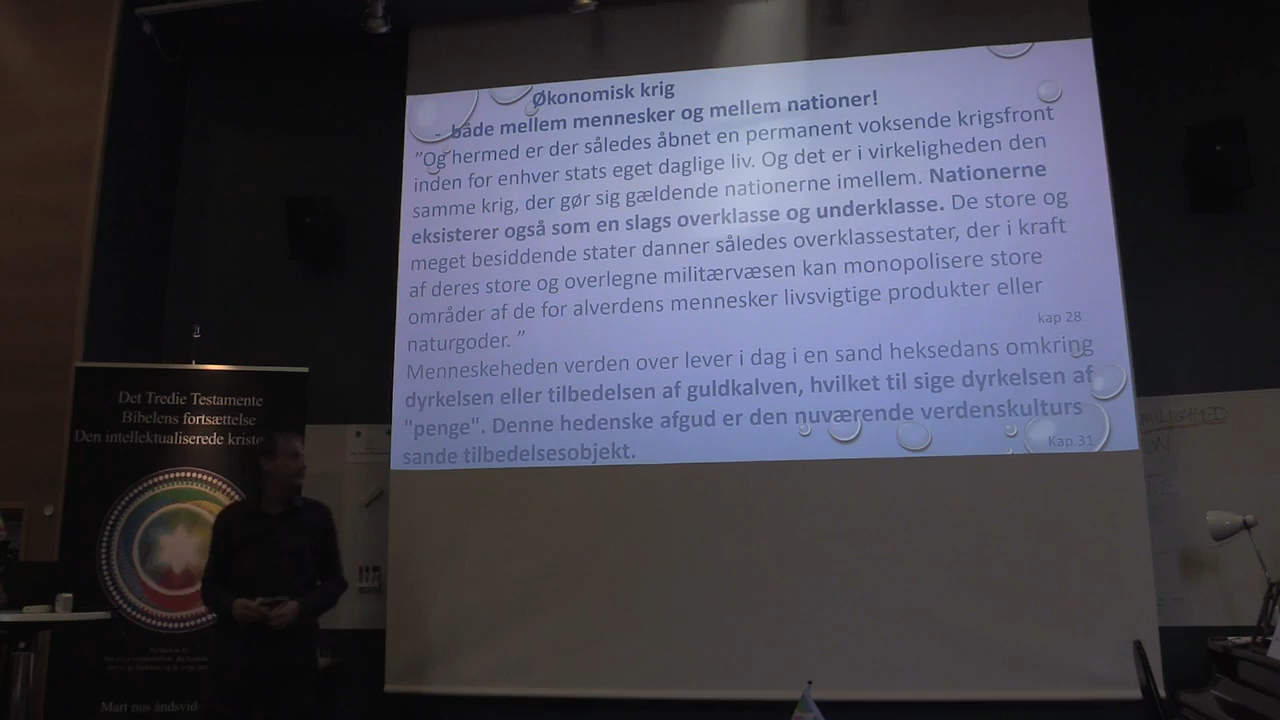 Økonomisk krig
- både mellem mennesker og mellem nationer!
”Og hermed er der således åbnet en permanent voksende krigsfront
inden for enhver stats eget daglige liv. Og det er i virkeligheden den
samme krig, der gør sig gældende nationerne imellem. Nationerne
eksisterer også som en slags overklasse og underklasse. De store og
meget besiddende stater danner således overklassestater, der i kraft
af deres store og overlegne militærvæsen kan monopolisere store
områder af de for alverdens mennesker livsvigtige produkter eller
naturgoder. ”
kap 28
Menneskeheden verden over lever i dag i en sand heksedans omkring
dyrkelsen eller tilbedelsen af guldkalven, hvilket til sige dyrkelsen af
"penge". Denne hedenske afgud er den nuværende verdenskulturs
sande tilbedelsesobjekt.
Kap 31
Det Tredie Testamente
Bibelens fortsættelse
Den intellektualiserede kriste
Mart nus åndsvid
MILIGHED
ON